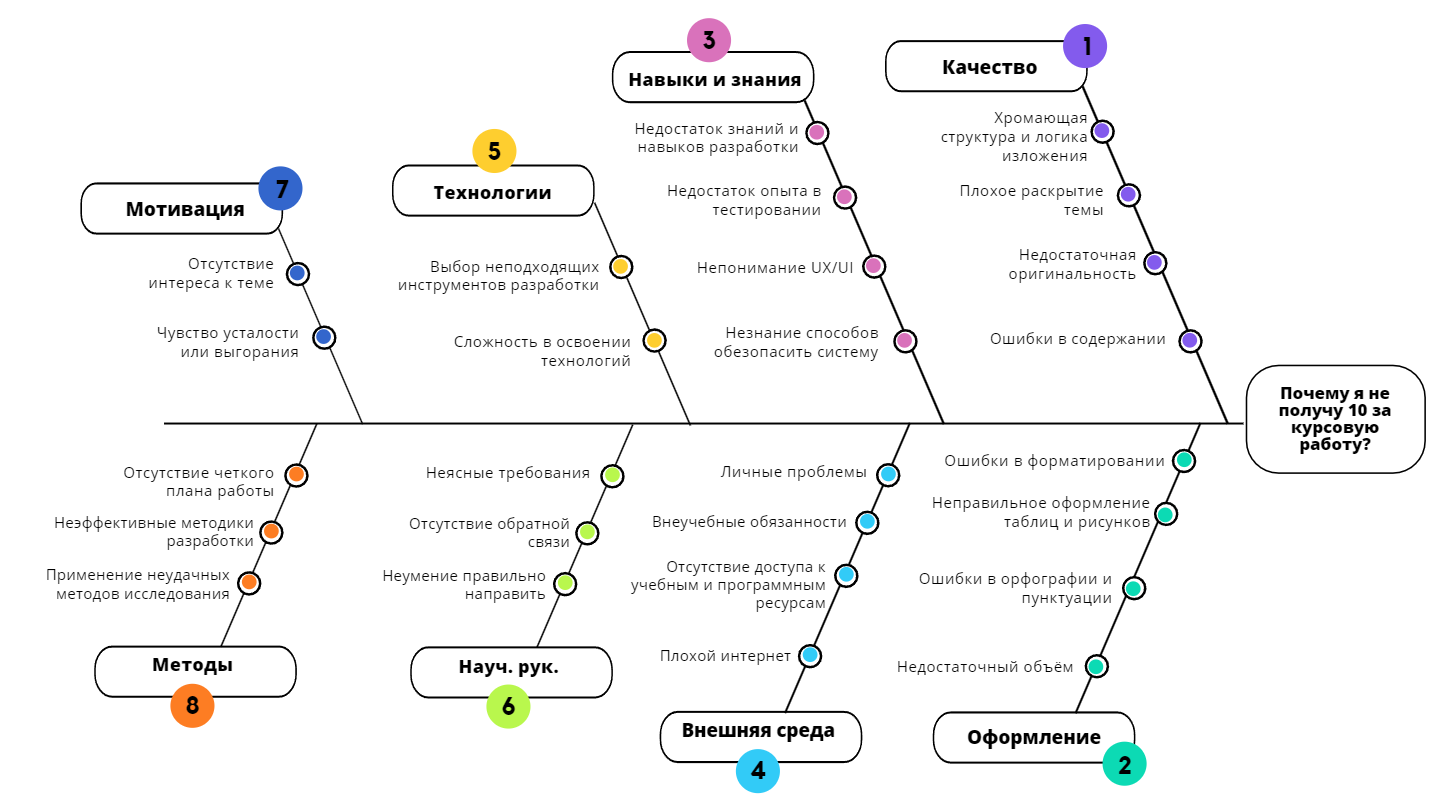 1
Качество
Хромающая
структура и логика
изложения
Плохое раскрытие
темы
Недостаточная
оригинальность
Ошибки в содержании
3
Навыки и знания
Недостаток знаний и
навыков разработки
Недостаток опыта в
тестировании
Непонимание UX/UI
Незнание способов
обезопасить систему
5
Технологии
Выбор неподходящих
инструментов разработки
Сложность в освоении
технологий
7
Мотивация
Отсутствие
интереса к теме
Чувство усталости
или выгорания
Почему я не
получу 10 за
курсовую
работу?
Отсутствие четкого
плана работы
Неэффективные методики
разработки
Применение неудачных
методов исследования
Методы
8
Неясные требования
Отсутствие обратной
связи
Неумение правильно
направить
Науч. рук.
6
Личные проблемы
Внеучебные обязанности
Отсутствие доступа к
учебным и программным
ресурсам
Плохой интернет
Внешняя среда
4
Ошибки в форматировании
Неправильное оформление
таблиц и рисунков
Ошибки в орфографии и
пунктуации
Недостаточный объём
Оформление
2